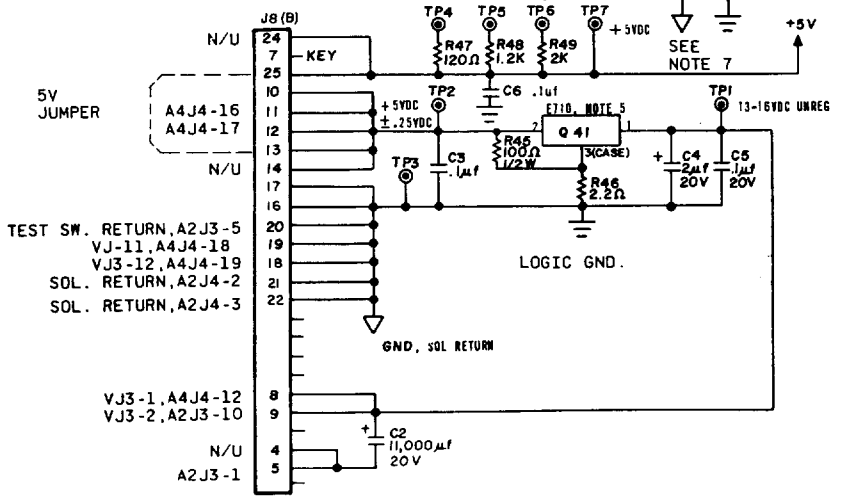 J8(B)
TP4 TP5 TP6 TP7
+5VDC
+5V
N/U 24
7 KEY
25
R47
120Ω
R48
1.2K
R49
2K
SEE
NOTE 7
C6 .1uf
5V
JUMPER
10
A4J4-16 11
A4J4-17 12
13
N/U 14
+5VDC
±.25VDC
TP2
E710, NOTE 5
2 Q 41 1
3(CASE)
TP1
13-16VDC UNREG
R45
100Ω
1/2W
C3
.1μf
TP3
R46
2.2Ω
+ C4
2μf
20V
C5
.1μf
20V
17
16
TEST SW. RETURN,A2J3-5 20
VJ-11,A4J4-18 19
VJ3-12,A4J4-19 18
SOL. RETURN,A2J4-2 21
SOL. RETURN,A2J4-3 22
LOGIC GND.
GND, SOL RETURN
VJ3-1,A4J4-12 8
VJ3-2,A2J3-10 9
+ C2
11,000μf
20V
N/U 4
A2J3-1 5